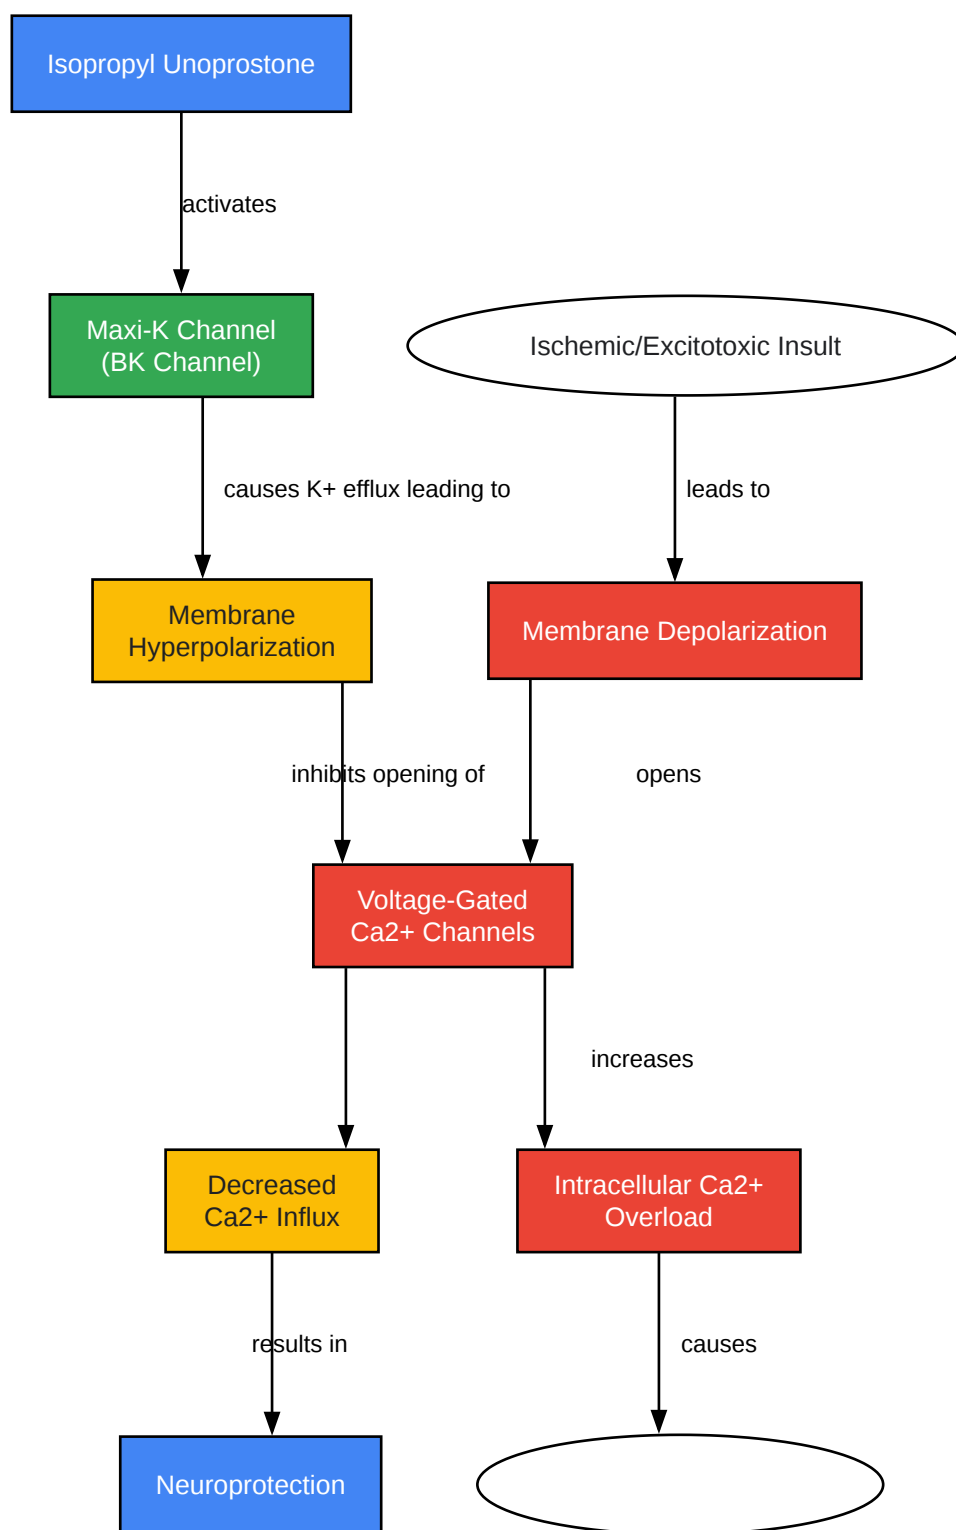 Isopropyl Unoprostone
activates
Maxi-K Channel
(BK Channel)
Ischemic/Excitotoxic Insult
causes K+ efflux leading to
leads to
Membrane
Hyperpolarization
Membrane Depolarization
inhibits opening of
opens
Voltage-Gated
Ca2+ Channels
increases
Decreased
Ca2+ Influx
Intracellular Ca2+
Overload
results in
causes
Neuroprotection